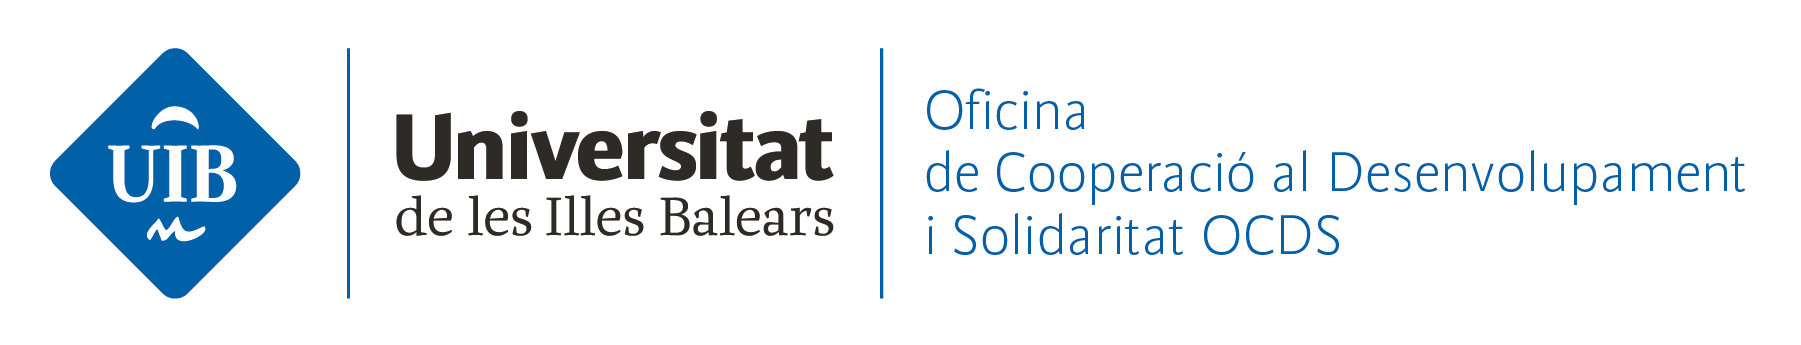 UIB
Universitat
de les Illes Balears
Oficina
de Cooperació al Desenvolupament
i Solidaritat OCDS